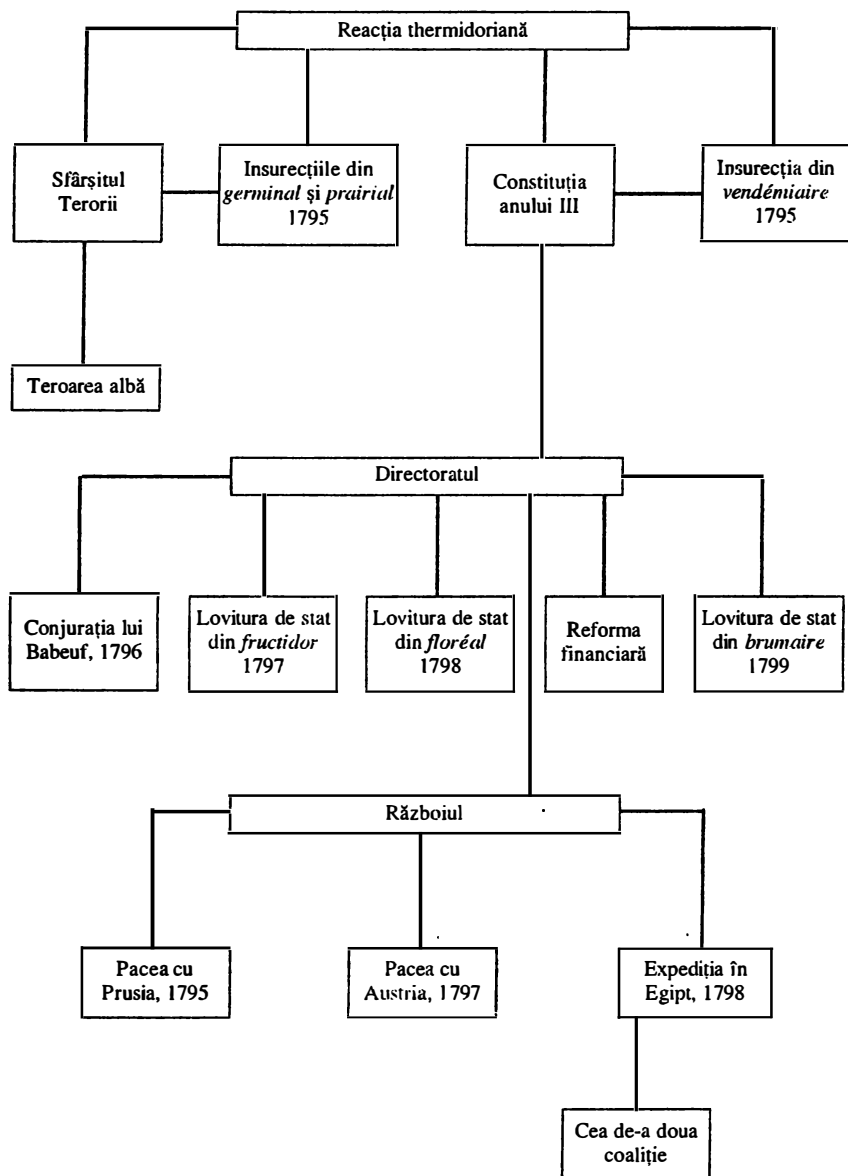 Reacția thermidoriană
Sfârșitul
Terorii
Insurecțiile din
germinal și prairial
1795
Constituția
anului III
Insurecția din
vendémiaire
1795
Teroarea albă
Directoratul
Conjurația lui
Babeuf, 1796
Lovitura de stat
din fructidor
1797
Lovitura de stat
din floréal
1798
Reforma
financiară
Lovitura de stat
din brumaire
1799
Războiul
Pacea cu
Prusia, 1795
Pacea cu
Austria, 1797
Expediția în
Egipt, 1798
Cea de-a doua
coaliție